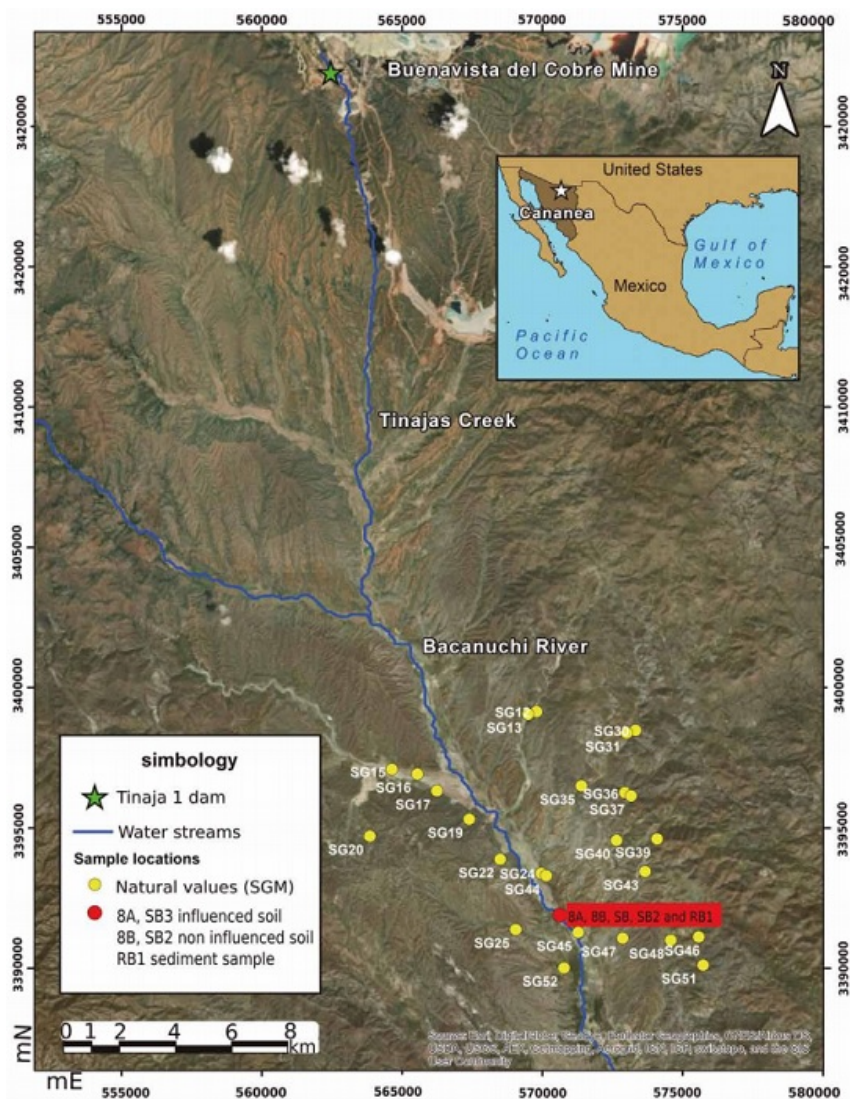 555000 560000 565000 570000 575000 580000
Buenavista del Cobre Mine
N
United States
Cananea
Gulf of
Mexico
Mexico
Pacific
Ocean
3420000
3420000
3420000
3420000
3410000
3410000
Tinajas Creek
3405000
3405000
Bacanuchi River
3400000
3400000
SG12
SG13
SG30
SG31
SG15
SG16
SG17
SG35
SG36
SG37
3395000
3395000
SG19
SG20
SG40
SG39
SG22
SG24
SG44
SG43
8A, 8B, SB, SB2 and RB1
SG25
SG45
SG47
SG48
SG46
SG52
SG51
3390000
3390000
simbology
Tinaja 1 dam
Water streams
Sample locations
Natural values (SGM)
8A, SB3 influenced soil
8B, SB2 non influenced soil
RB1 sediment sample
0 1 2 4 6 8
km
User Community
mN
mE
555000 560000 565000 570000 575000 580000